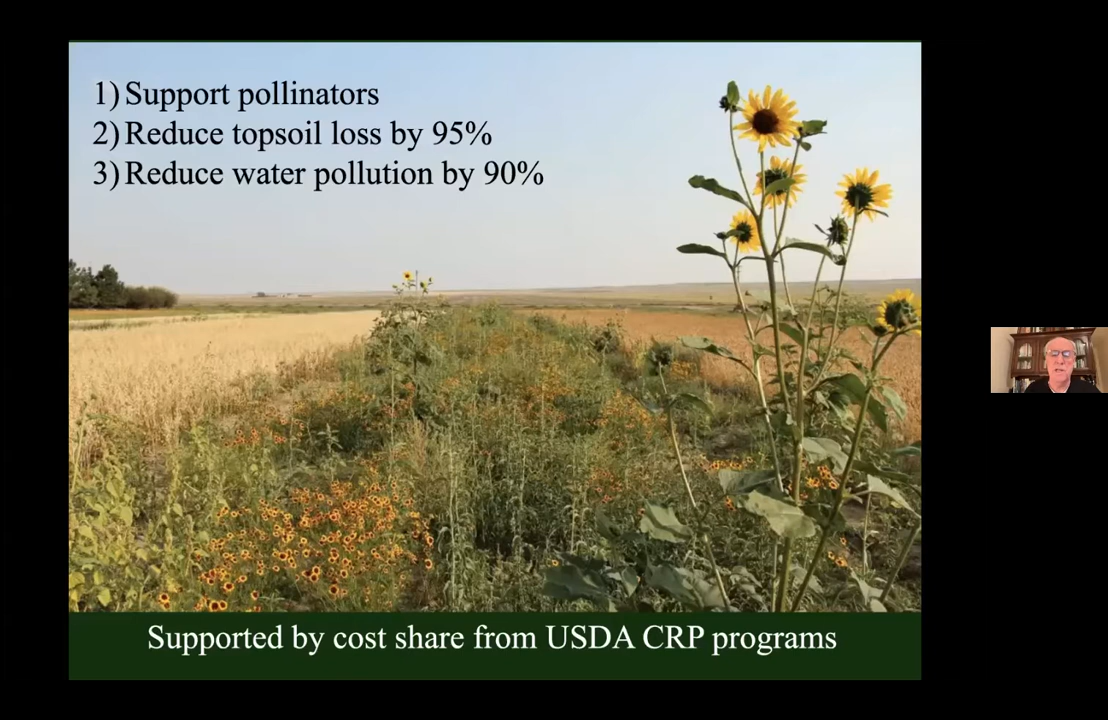 1) Support pollinators
2) Reduce topsoil loss by 95%
3) Reduce water pollution by 90%
Supported by cost share from USDA CRP programs